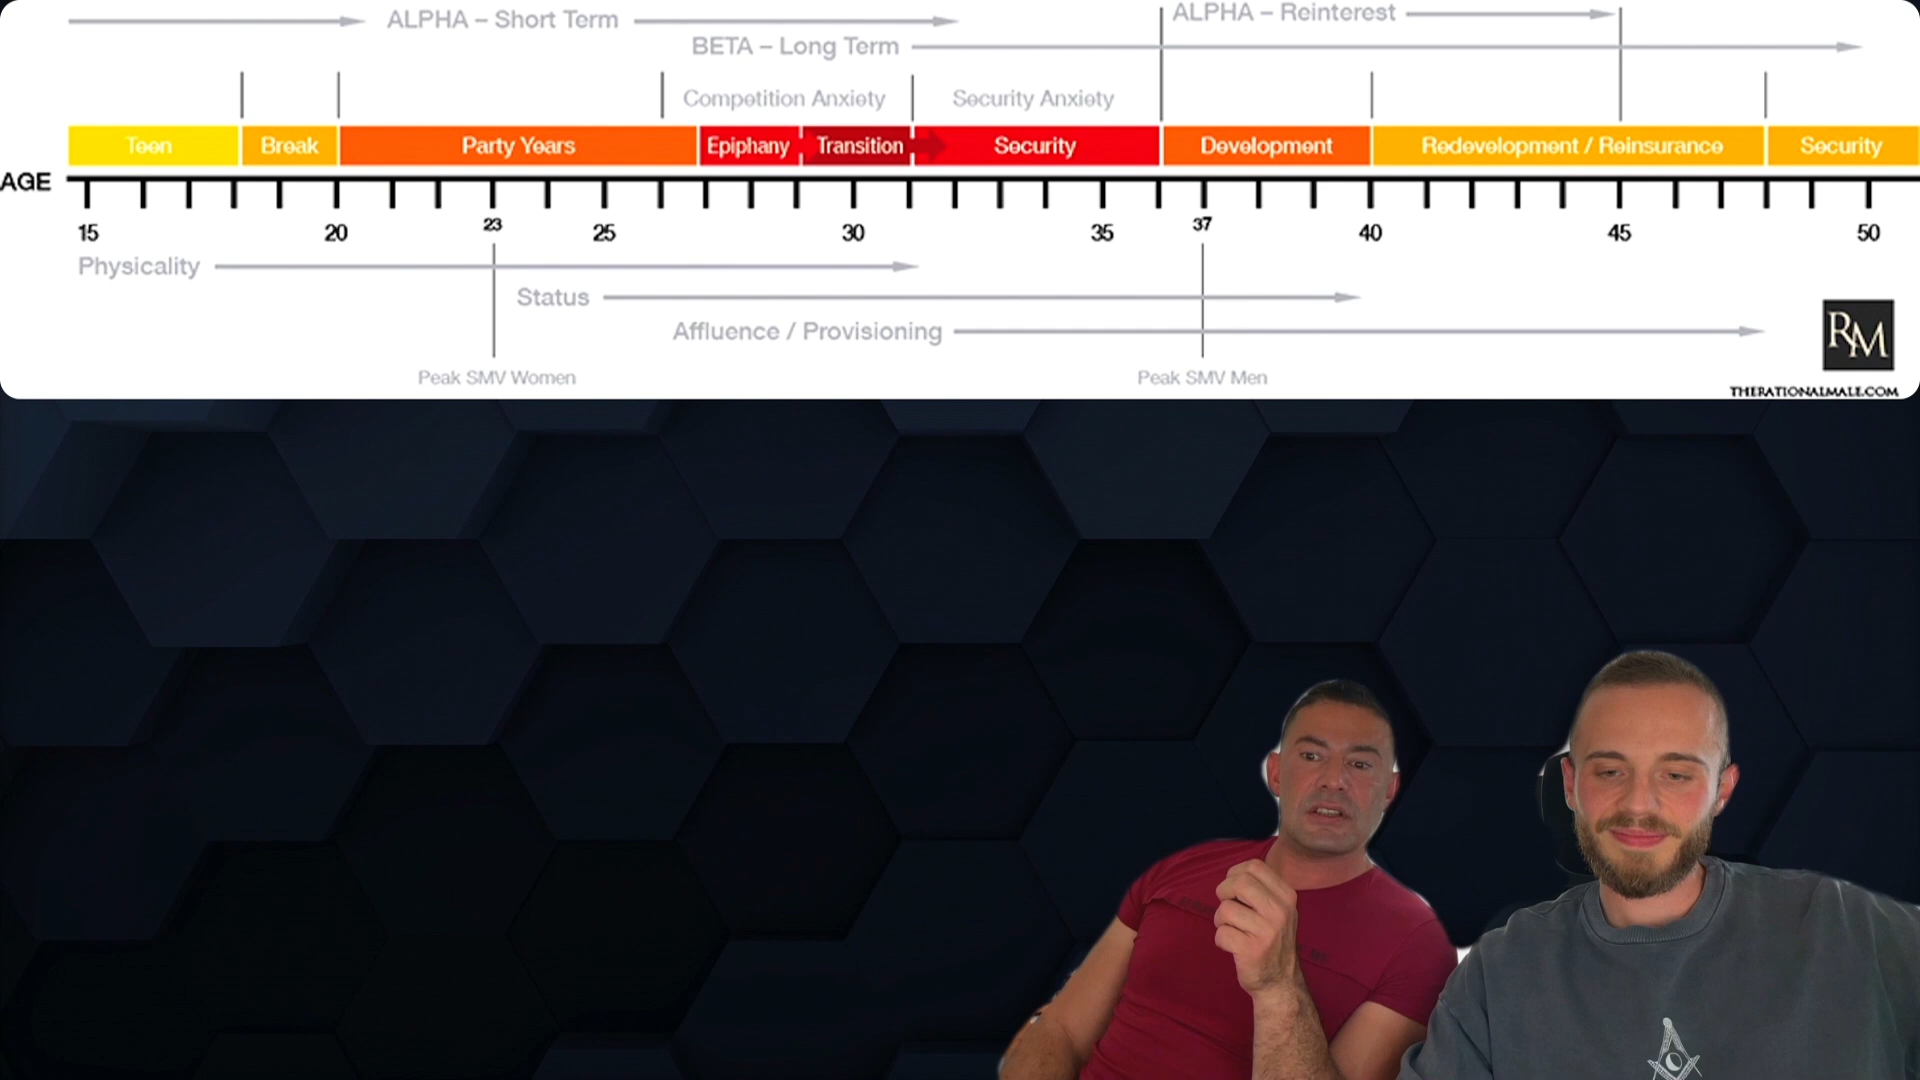 ALPHA – Short Term
ALPHA – Reinterest
BETA – Long Term
Competition Anxiety
Security Anxiety
Teen
Break
Party Years
Epiphany
Transition
Security
Development
Redevelopment / Reinsurance
Security
AGE
15
20
23
25
30
35
37
40
45
50
Physicality
Status
Affluence / Provisioning
Peak SMV Women
Peak SMV Men
RM
THERATIONALMALE.COM